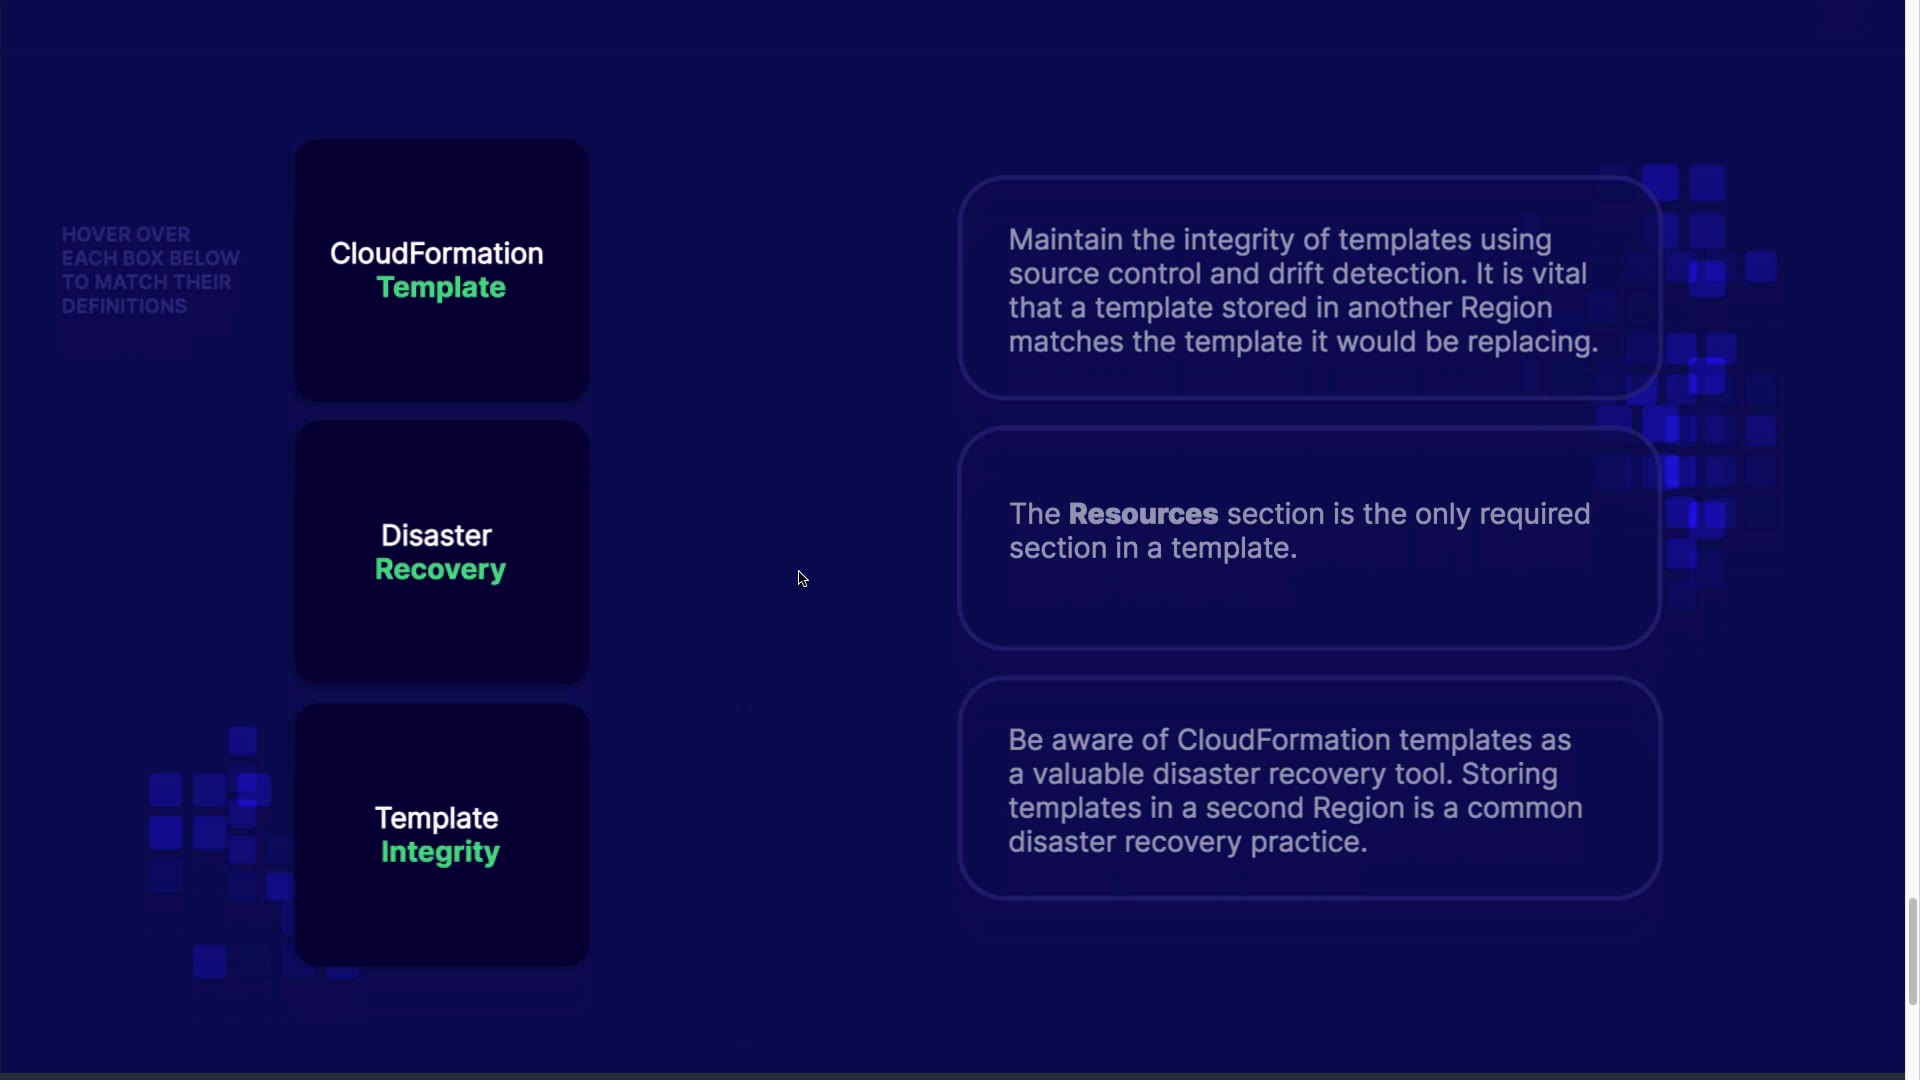 HOVER OVER
EACH BOX BELOW
TO MATCH THEIR
DEFINITIONS
CloudFormation
Template
Disaster
Recovery
Template
Integrity
Maintain the integrity of templates using
source control and drift detection. It is vital
that a template stored in another Region
matches the template it would be replacing.
The Resources section is the only required
section in a template.
Be aware of CloudFormation templates as
a valuable disaster recovery tool. Storing
templates in a second Region is a common
disaster recovery practice.